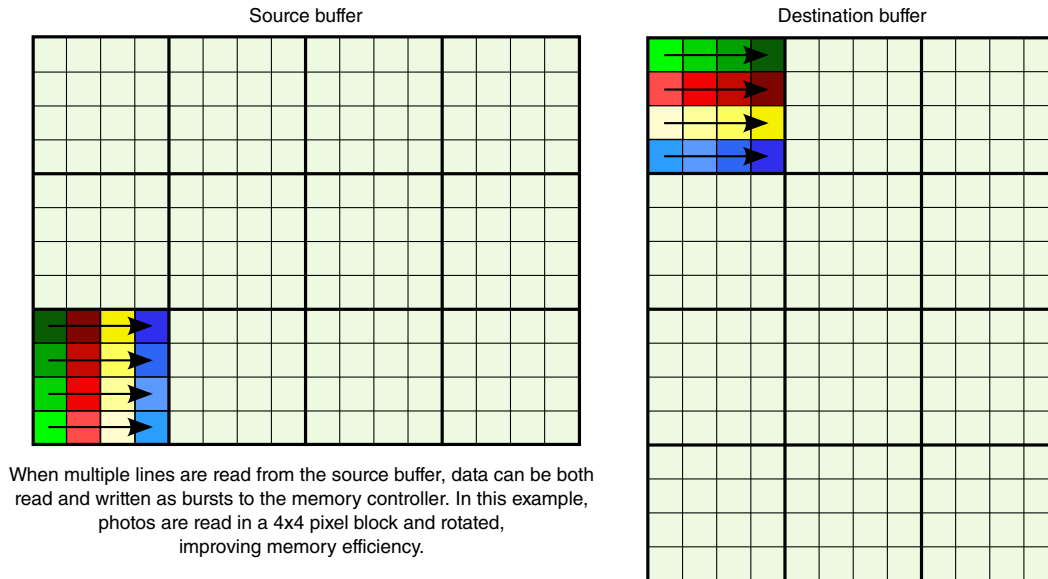 Source buffer
Destination buffer
When multiple lines are read from the source buffer, data can be both
read and written as bursts to the memory controller. In this example,
photos are read in a 4x4 pixel block and rotated,
improving memory efficiency.